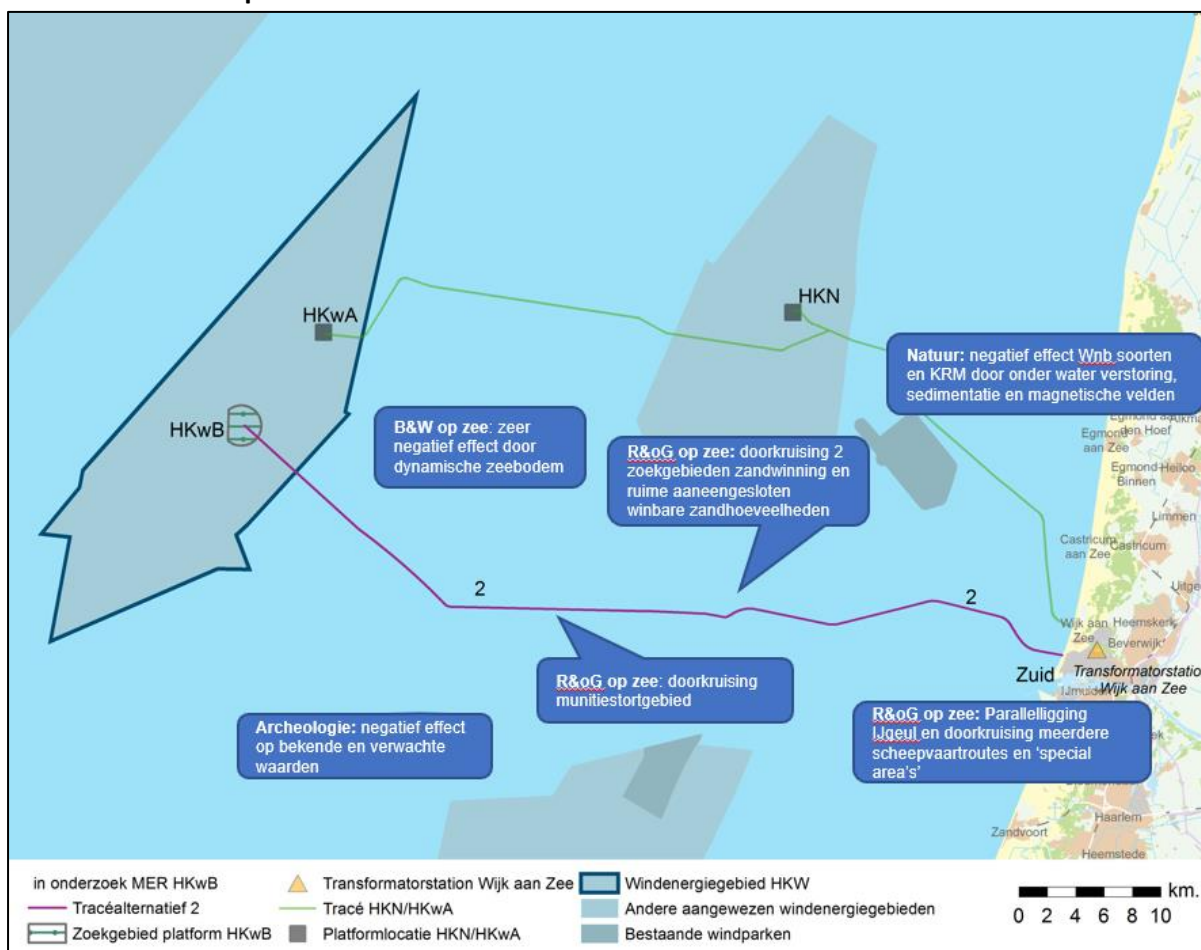 HKwA
HKN
HKwB
Natuur: negatief effect Wnb soorten
en KRM door onder water verstoring,
sedimentatie en magnetische velden
B&W op zee: zeer
negatief effect door
dynamische zeebodem
R&oG op zee: doorkruising 2
zoekgebieden zandwinning en
ruime aaneengesloten
winbare zandhoeveelheden
Egmond aan
den Hoef
Egmond
aan Zee
Egmond-
Binnen
Heiloo
Limmen
Castricum
aan Zee
Castricum
Uitge
2
2
Wijk aan
Zee
Heemskerk
Beverwijk
Zuid
Transformatorstation
Wijk aan Zee
IJmuiden
R&oG op zee: doorkruising
munitiestortgebied
Archeologie: negatief effect
op bekende en verwachte
waarden
R&oG op zee: Parallelligging
IJgeul en doorkruising meerdere
scheepvaartroutes en ‘special
area’s’
Zandvoort
Haarlem
Heemstede
in onderzoek MER HKwB
Tracéalternatief 2
Zoekgebied platform HKwB
Transformatorstation Wijk aan Zee
Tracé HKN/HKwA
Platformlocatie HKN/HKwA
Windenergiegebied HKW
Andere aangewezen windenergiegebieden
Bestaande windparken
km.
0 2 4 6 8 10